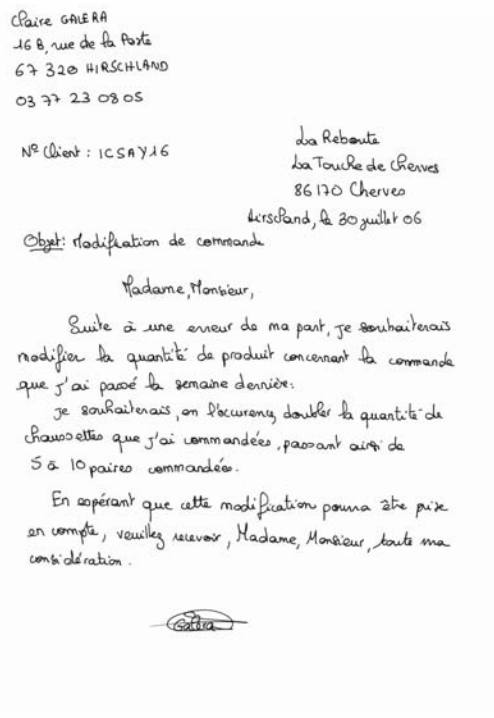 Claire GALERA
16 B, rue de la Poste
67 320 HIRSCHLAND
03 77 23 08 05
N° Client : ICSAY16
La Reboute
La Touche de Cherves
86170 Cherves
Hirschland, le 30 juillet 06
Objet : Modification de commande
Madame, Monsieur,
Suite à une erreur de ma part, je souhaiterais
modifier la quantité de produit concernant la commande
que j'ai passé la semaine dernière.
Je souhaiterais, en l'occurence, doubler la quantité de
chaussettes que j'ai commandées, passant ainsi de
5 à 10 paires commandées.
En espérant que cette modification pourra être prise
en compte, veuillez recevoir, Madame, Monsieur, toute ma
considération.
Galera